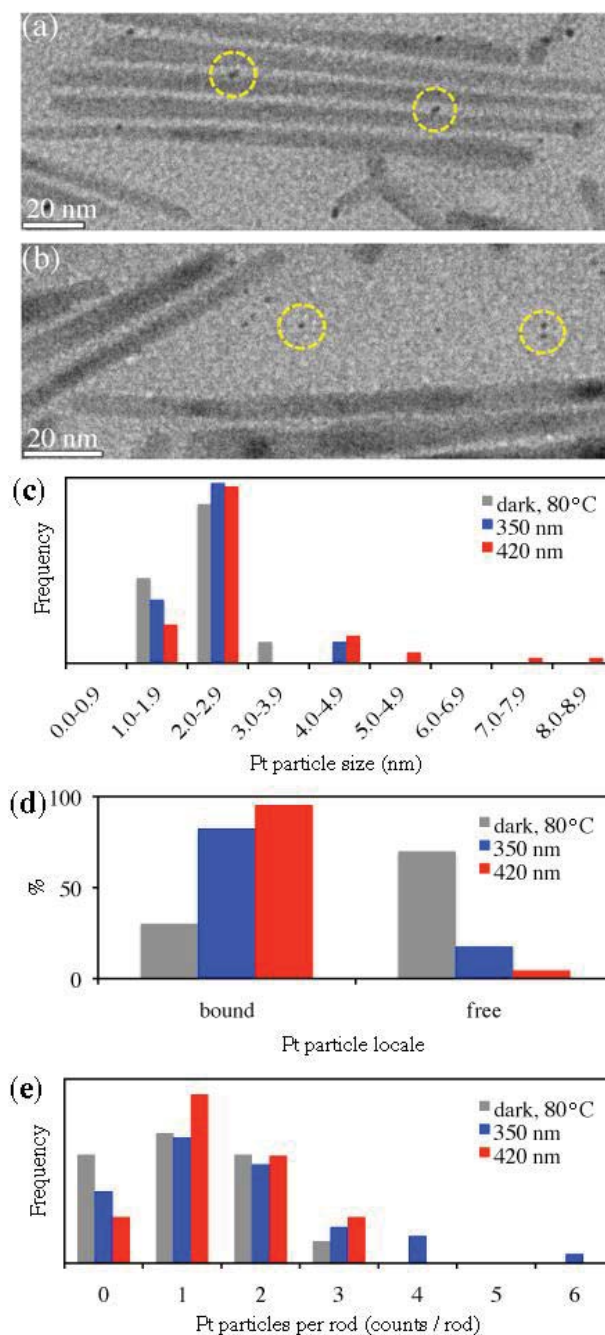 (a)
20 nm
(b)
20 nm
(c)
Frequency
dark, 80°C
350 nm
420 nm
0.0-0.9
1.0-1.9
2.0-2.9
3.0-3.9
4.0-4.9
5.0-4.9
6.0-6.9
7.0-7.9
8.0-8.9
Pt particle size (nm)
(d)
100
50
0
%
dark, 80°C
350 nm
420 nm
bound free
Pt particle locale
(e)
Frequency
dark, 80°C
350 nm
420 nm
0 1 2 3 4 5 6
Pt particles per rod (counts / rod)